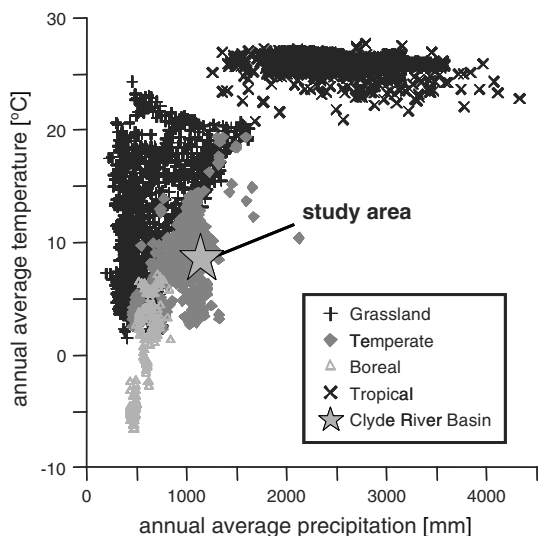 30
20
10
0
-10
annual average temperature [°C]
study area
Grassland
Temperate
Boreal
Tropical
Clyde River Basin
0 1000 2000 3000 4000
annual average precipitation [mm]